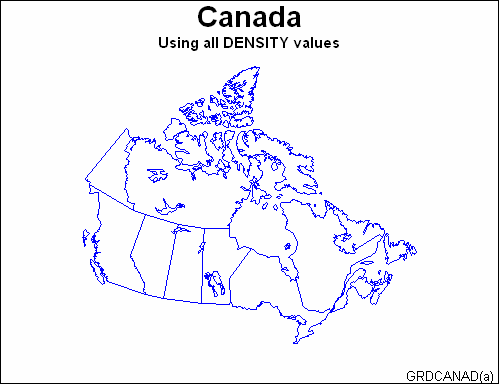 Canada
Using all DENSITY values
GRDCANAD(a)